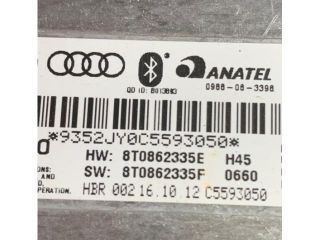 ANATEL
QD ID: B013863
0988-08-3398
*9352JY0C5593050*
HW: 8T0862335E H45
SW: 8T0862335F 0660
HBR 002 16.10 12 C5593050